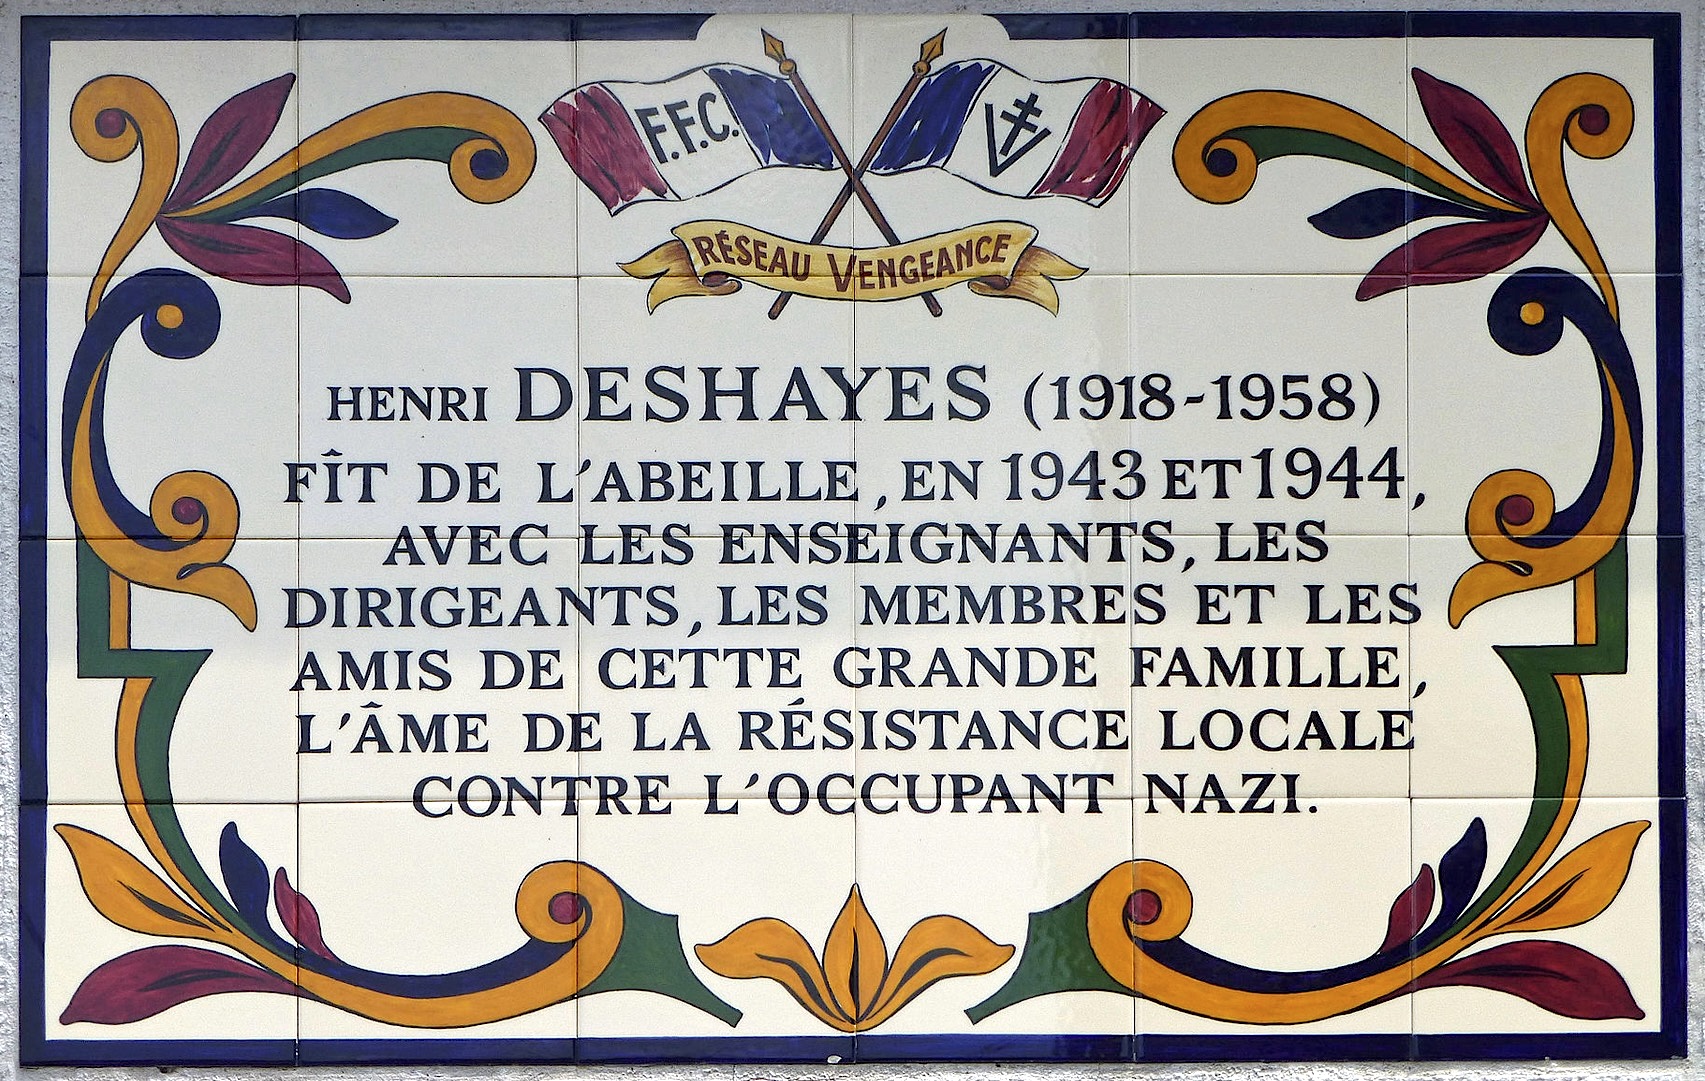 F.F.C.
V
RÉSEAU VENGEANCE
HENRI DESHAYES (1918-1958)
FÎT DE L'ABEILLE, EN 1943 ET 1944,
AVEC LES ENSEIGNANTS, LES
DIRIGEANTS, LES MEMBRES ET LES
AMIS DE CETTE GRANDE FAMILLE,
L'ÂME DE LA RÉSISTANCE LOCALE
CONTRE L'OCCUPANT NAZI.